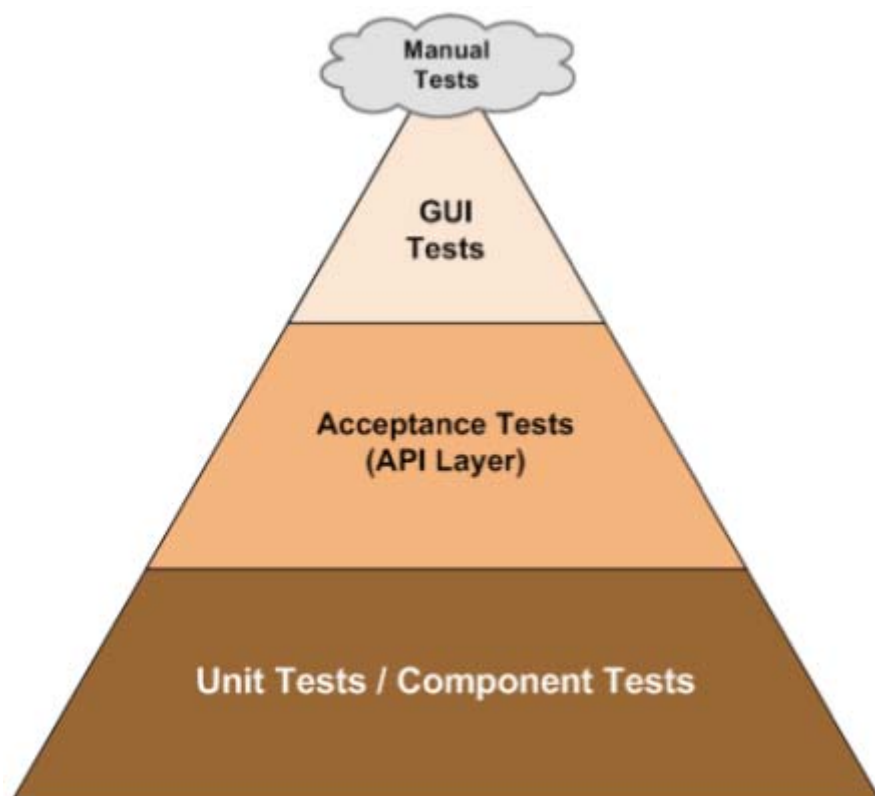 Manual
Tests
GUI
Tests
Acceptance Tests
(API Layer)
Unit Tests / Component Tests